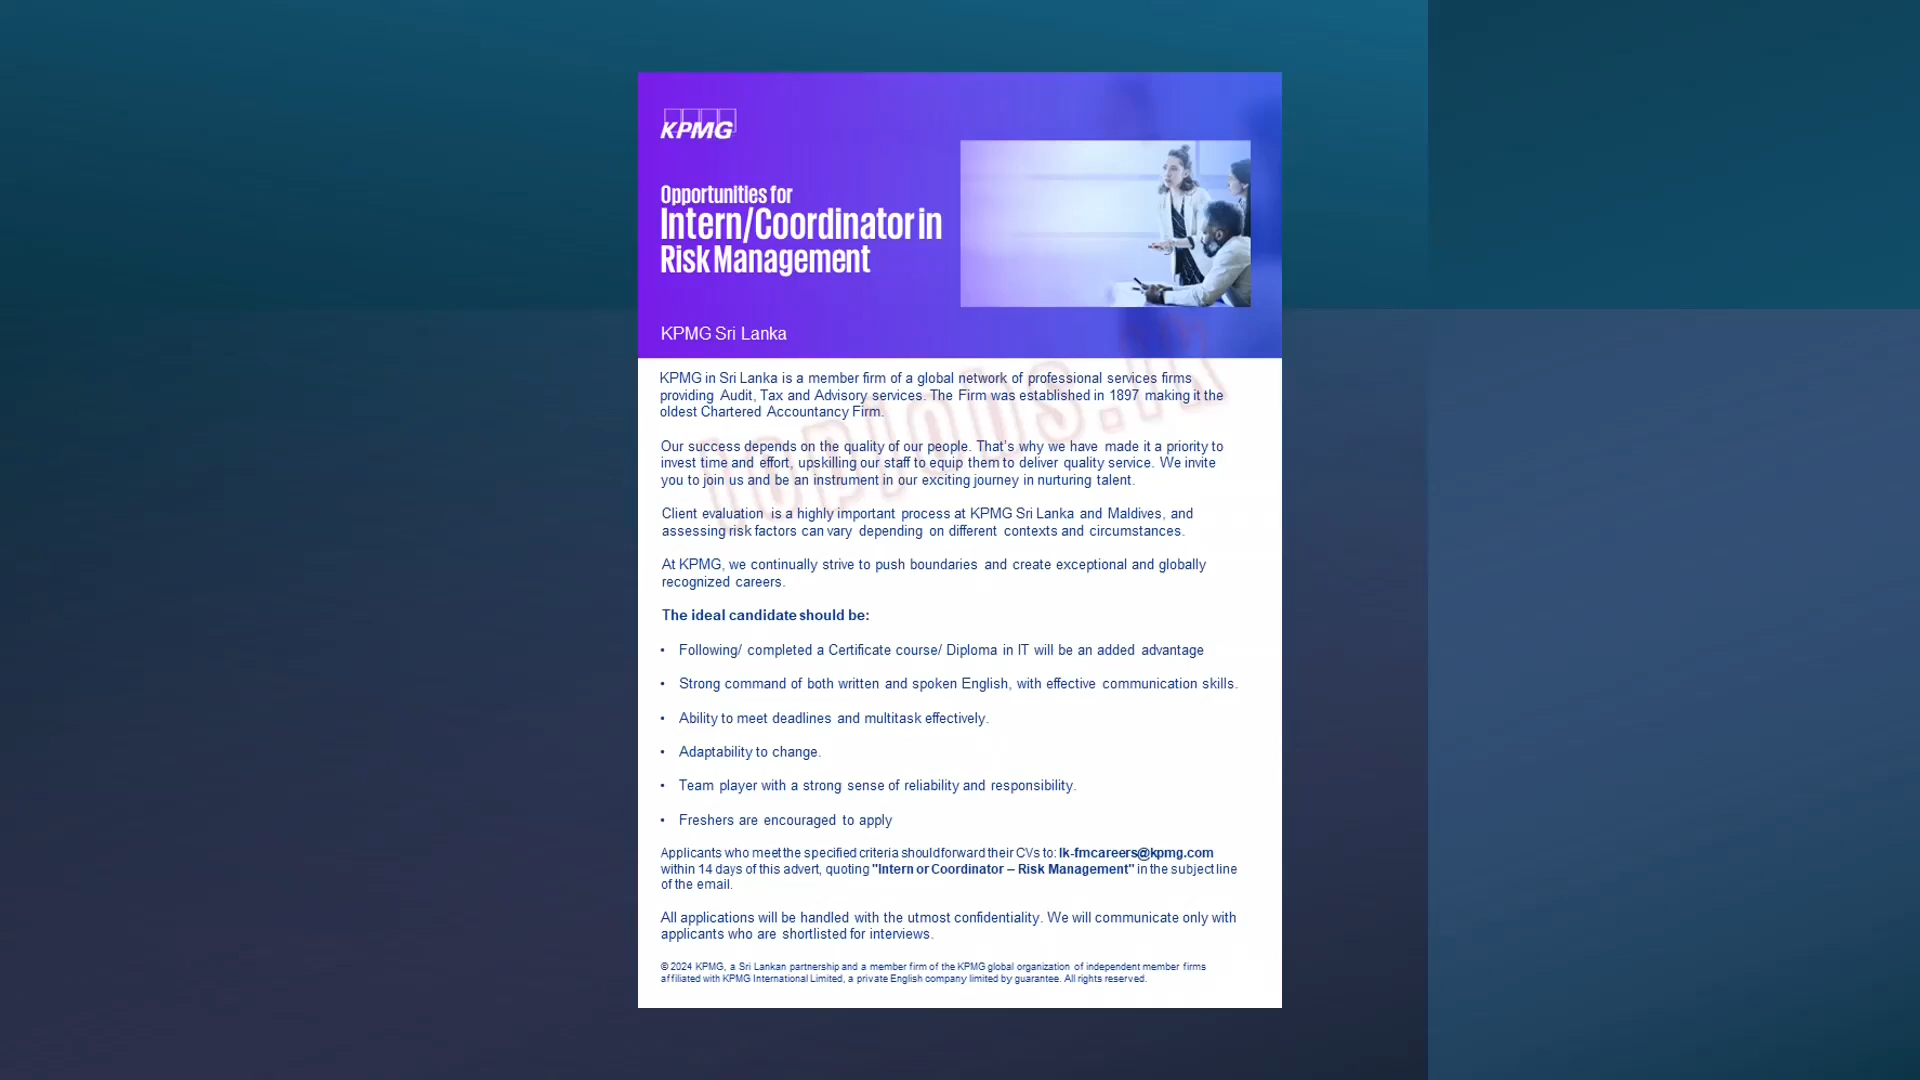 KPMG
Opportunities for
Intern/Coordinator in
Risk Management
KPMG Sri Lanka
topjobs.lk
KPMG in Sri Lanka is a member firm of a global network of professional services firms
providing Audit, Tax and Advisory services. The Firm was established in 1897 making it the
oldest Chartered Accountancy Firm.
Our success depends on the quality of our people. That's why we have made it a priority to
invest time and effort, upskilling our staff to equip them to deliver quality service. We invite
you to join us and be an instrument in our exciting journey in nurturing talent.
Client evaluation is a highly important process at KPMG Sri Lanka and Maldives, and
assessing risk factors can vary depending on different contexts and circumstances.
At KPMG, we continually strive to push boundaries and create exceptional and globally
recognized careers.
The ideal candidate should be:
• Following/ completed a Certificate course/ Diploma in IT will be an added advantage
• Strong command of both written and spoken English, with effective communication skills.
• Ability to meet deadlines and multitask effectively.
• Adaptability to change.
• Team player with a strong sense of reliability and responsibility.
• Freshers are encouraged to apply
Applicants who meet the specified criteria should forward their CVs to: lk-fmcareers@kpmg.com
within 14 days of this advert, quoting "Intern or Coordinator – Risk Management" in the subject line
of the email.
All applications will be handled with the utmost confidentiality. We will communicate only with
applicants who are shortlisted for interviews.
© 2024 KPMG, a Sri Lankan partnership and a member firm of the KPMG global organization of independent member firms
affiliated with KPMG International Limited, a private English company limited by guarantee. All rights reserved.